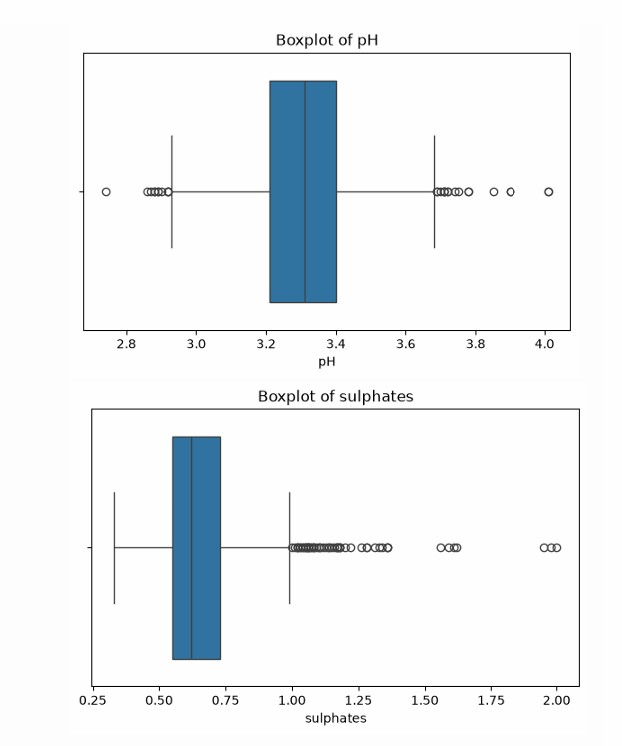 Boxplot of pH
2.8 3.0 3.2 3.4 3.6 3.8 4.0
pH
Boxplot of sulphates
0.25 0.50 0.75 1.00 1.25 1.50 1.75 2.00
sulphates